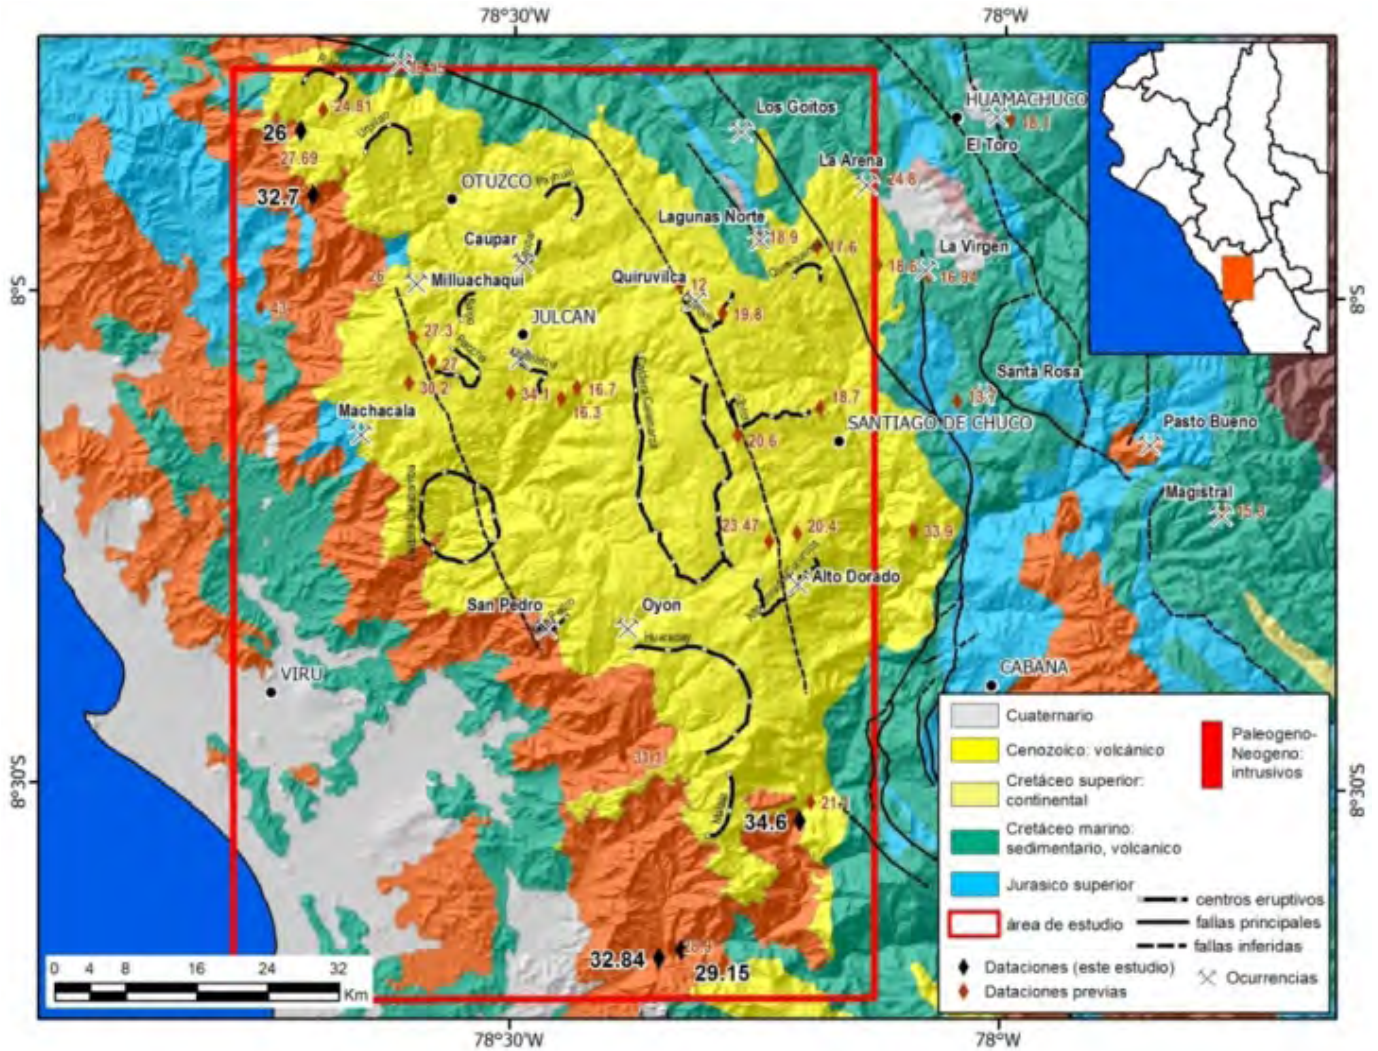 78°30'W
78°W
24.81
26
27.69
32.7
Urpillao
OTUZCO
Los Goitos
HUAMACHUCO
18.1
El Toro
La Arena
24.8
Lagunas Norte
18.9
17.6
La Virgen
18.6
16.94
Caupar
Milluachaqui
26
43
Quiruvilca
12
19.8
8°S
8°S
JULCAN
27.3
27
30.2
34.1
16.7
16.3
Machacala
18.7
SANTIAGO DE CHUCO
20.6
Santa Rosa
13.7
Pasto Bueno
Magistral
15.3
23.47
20.4
33.9
Alto Dorado
San Pedro
Oyon
Huaraday
VIRU
CABANA
33.1
21.1
34.6
32.84
29.15
8°30'S
8°30'S
Cuaternario
Cenozoico: volcánico
Cretáceo superior:
continental
Cretáceo marino:
sedimentario, volcanico
Jurasico superior
área de estudio
Dataciones (este estudio)
Dataciones previas
Paleogeno-
Neogeno:
intrusivos
centros eruptivos
fallas principales
fallas inferidas
Ocurrencias
0 4 8 16 24 32
Km
78°30'W
78°W